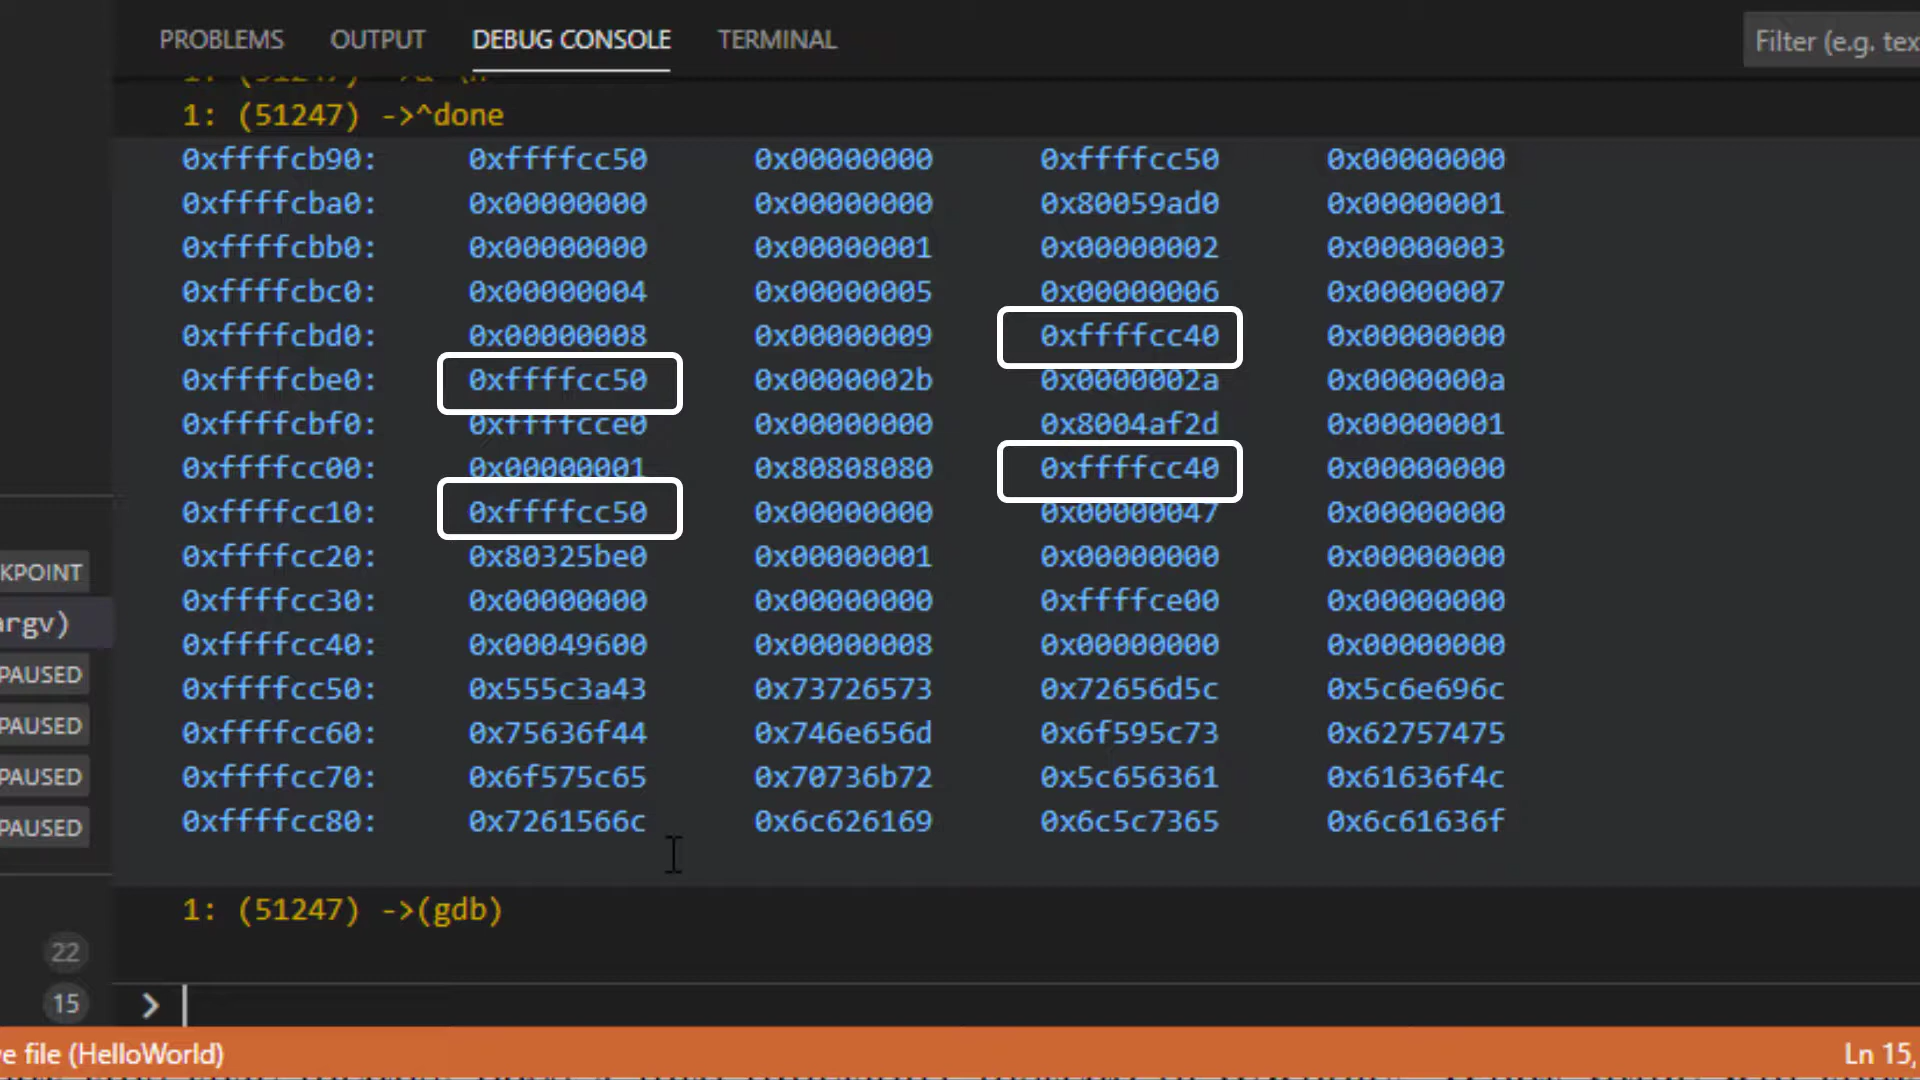 PROBLEMS OUTPUT DEBUG CONSOLE TERMINAL Filter (e.g. tex
1: (51247) ->^done
0xffffcb90: 0xffffcc50 0x00000000 0xffffcc50 0x00000000
0xffffcba0: 0x00000000 0x00000000 0x80059ad0 0x00000001
0xffffcbb0: 0x00000000 0x00000001 0x00000002 0x00000003
0xffffcbc0: 0x00000004 0x00000005 0x00000006 0x00000007
0xffffcbd0: 0x00000008 0x00000009 0xffffcc40 0x00000000
0xffffcbe0: 0xffffcc50 0x0000002b 0x0000002a 0x0000000a
0xffffcbf0: 0xffffcce0 0x00000000 0x8004af2d 0x00000001
0xffffcc00: 0x00000001 0x80808080 0xffffcc40 0x00000000
0xffffcc10: 0xffffcc50 0x00000000 0x00000047 0x00000000
0xffffcc20: 0x80325be0 0x00000001 0x00000000 0x00000000
KPOINT
0xffffcc30: 0x00000000 0x00000000 0xffffce00 0x00000000
argv)
0xffffcc40: 0x00049600 0x00000008 0x00000000 0x00000000
PAUSED
0xffffcc50: 0x555c3a43 0x73726573 0x72656d5c 0x5c6e696c
PAUSED
0xffffcc60: 0x75636f44 0x746e656d 0x6f595c73 0x62757475
PAUSED
0xffffcc70: 0x6f575c65 0x70736b72 0x5c656361 0x61636f4c
PAUSED
0xffffcc80: 0x7261566c 0x6c626169 0x6c5c7365 0x6c61636f
1: (51247) ->(gdb)
22
15
>
e file (HelloWorld) Ln 15,